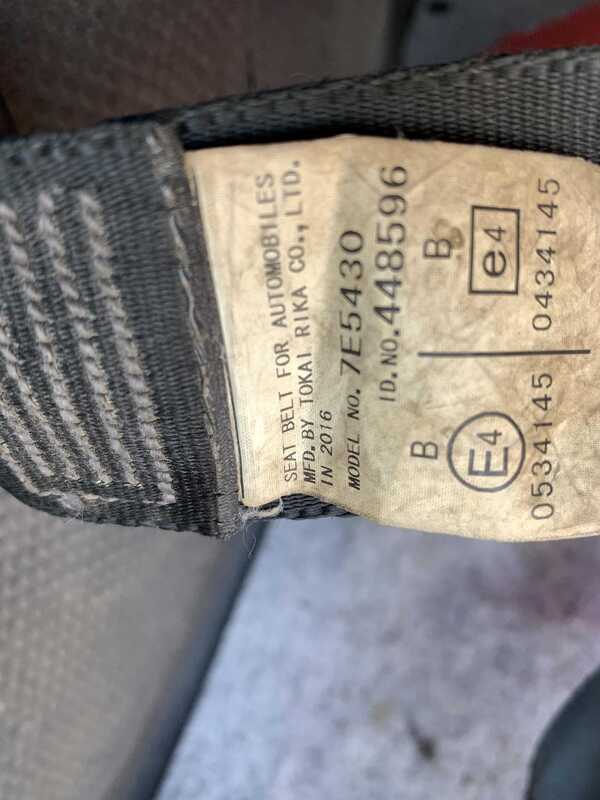 SEAT BELT FOR AUTOMOBILES
MFD. BY TOKAI RIKA CO., LTD.
IN 2016
MODEL NO. 7E5430
ID.NO.448596
B
E4
0534145
B
e4
0434145